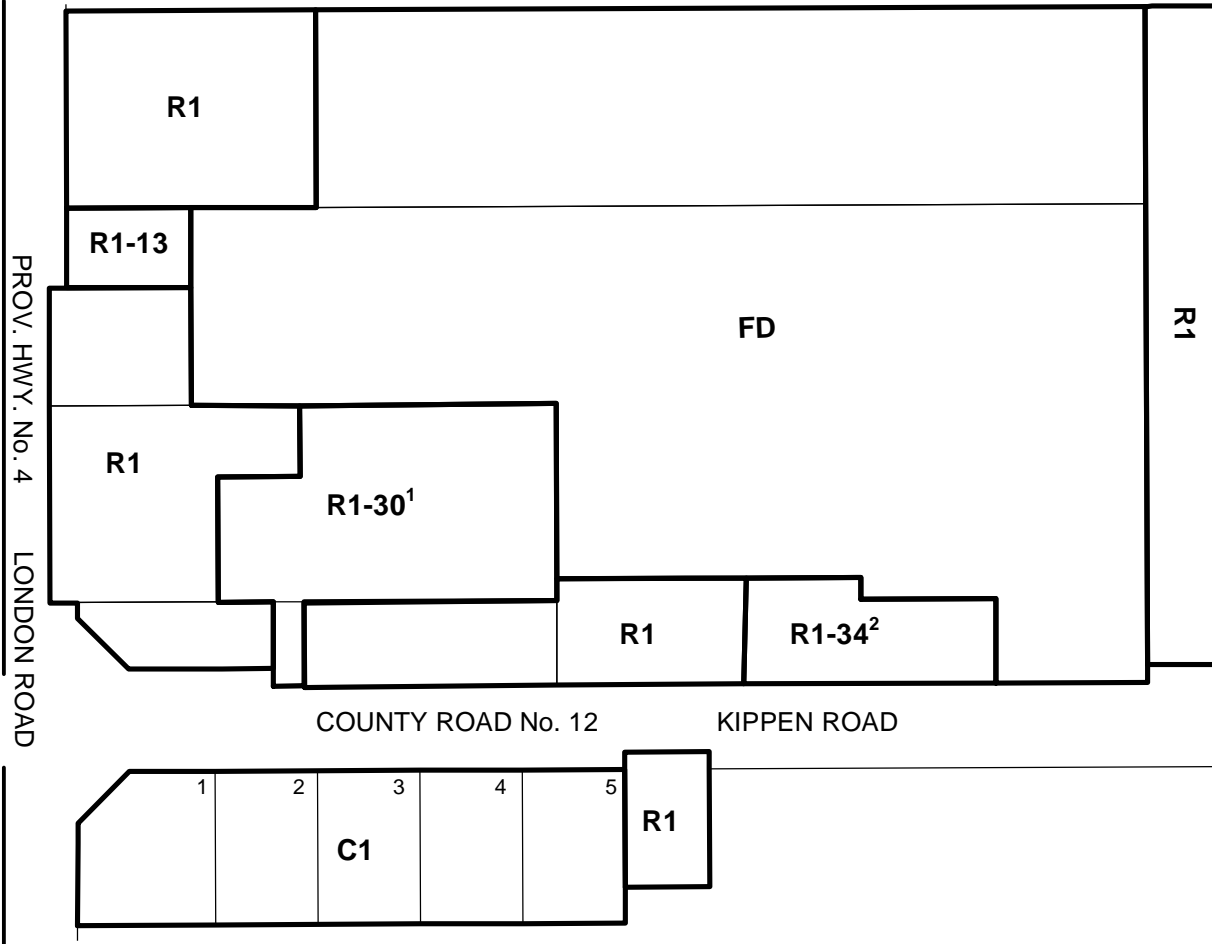 R1
R1-13
FD
R1
PROV. HWY. No. 4 LONDON ROAD
R1
R1-30¹
R1
R1-34²
COUNTY ROAD No. 12 KIPPEN ROAD
1 2 3 4 5
R1
C1